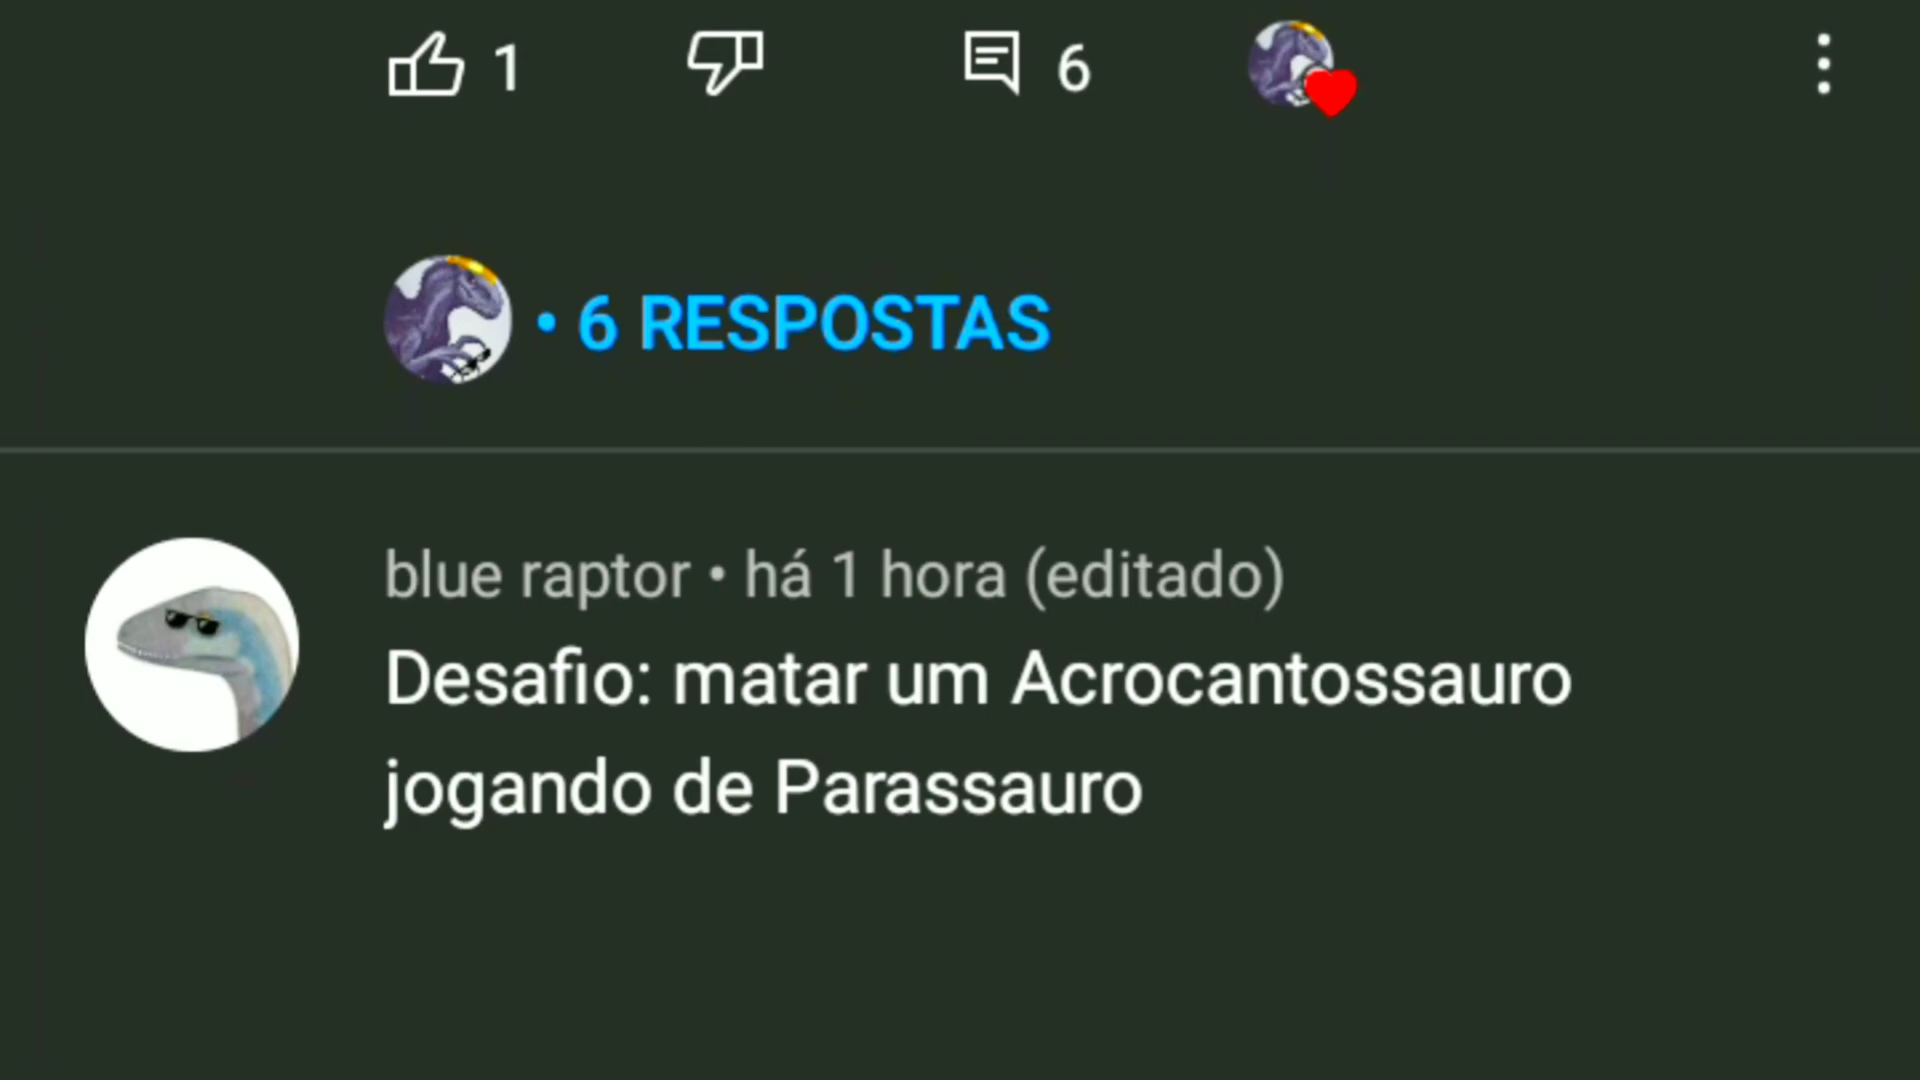 1 6
• 6 RESPOSTAS
blue raptor • há 1 hora (editado)
Desafio: matar um Acrocantossauro
jogando de Parassauro